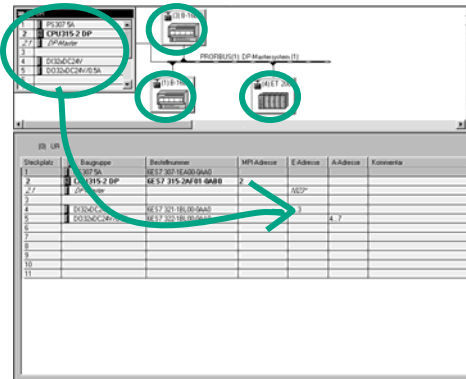 1 PS307 5A
2 CPU315-2 DP
2.1 DP-Master
3
4 DI32xDC24V
5 DO32xDC24V/0.5A
(3) B-16
PROFIBUS(1): DP-Mastersystem (1)
(1) B-16
(4) ET 200
(0) UR
Steckplatz Baugruppe Bestellnummer MPI-Adresse E-Adresse A-Adresse Kommentar
1 PS307 5A 6ES7 307-1EA00-0AA0
2 CPU315-2 DP 6ES7 315-2AF01-0AB0 2
2.1 DP-Master 1023*
3
4 DI32xDC24V 6ES7 321-1BL00-0AA0 3
5 DO32xDC24V/0.5A 6ES7 322-1BL00-0AA0 4...7
6
7
8
9
10
11